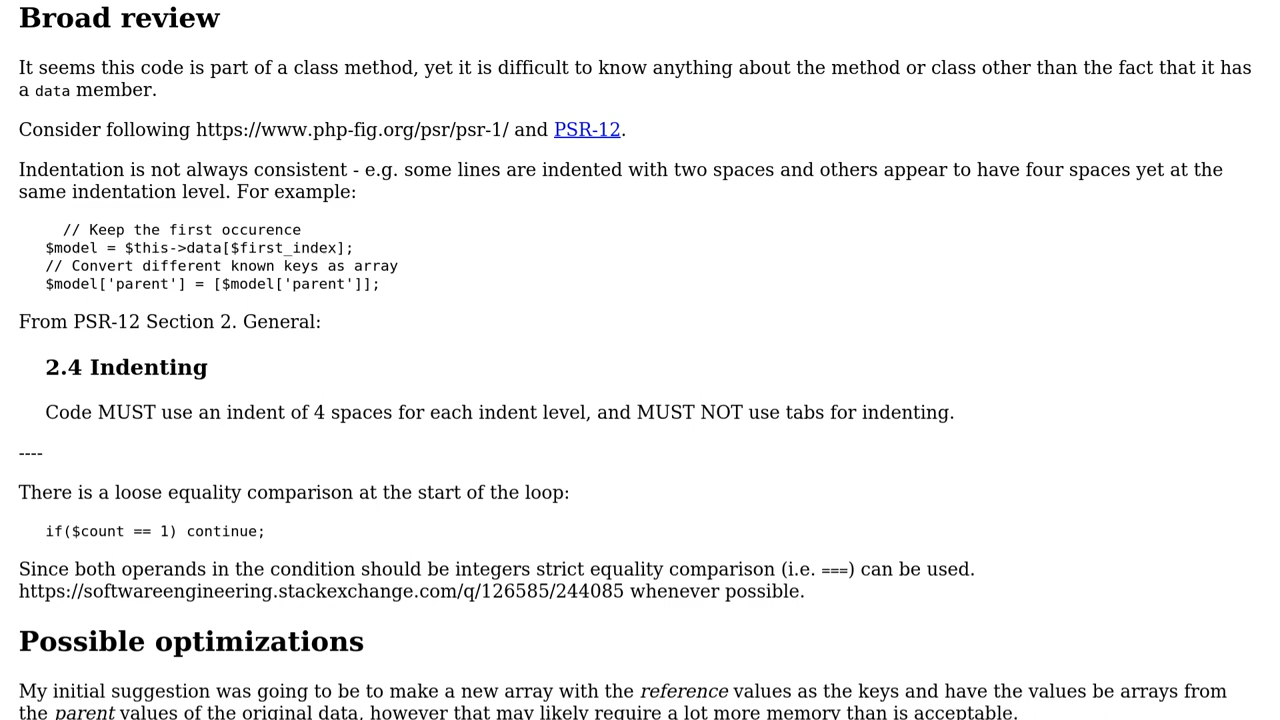 Broad review
It seems this code is part of a class method, yet it is difficult to know anything about the method or class other than the fact that it has
a data member.
Consider following https://www.php-fig.org/psr/psr-1/ and PSR-12.
Indentation is not always consistent - e.g. some lines are indented with two spaces and others appear to have four spaces yet at the
same indentation level. For example:
// Keep the first occurence
$model = $this->data[$first_index];
// Convert different known keys as array
$model['parent'] = [$model['parent']];
From PSR-12 Section 2. General:
2.4 Indenting
Code MUST use an indent of 4 spaces for each indent level, and MUST NOT use tabs for indenting.
----
There is a loose equality comparison at the start of the loop:
if($count == 1) continue;
Since both operands in the condition should be integers strict equality comparison (i.e. ===) can be used.
https://softwareengineering.stackexchange.com/q/126585/244085 whenever possible.
Possible optimizations
My initial suggestion was going to be to make a new array with the reference values as the keys and have the values be arrays from
the parent values of the original data, however that may likely require a lot more memory than is acceptable.